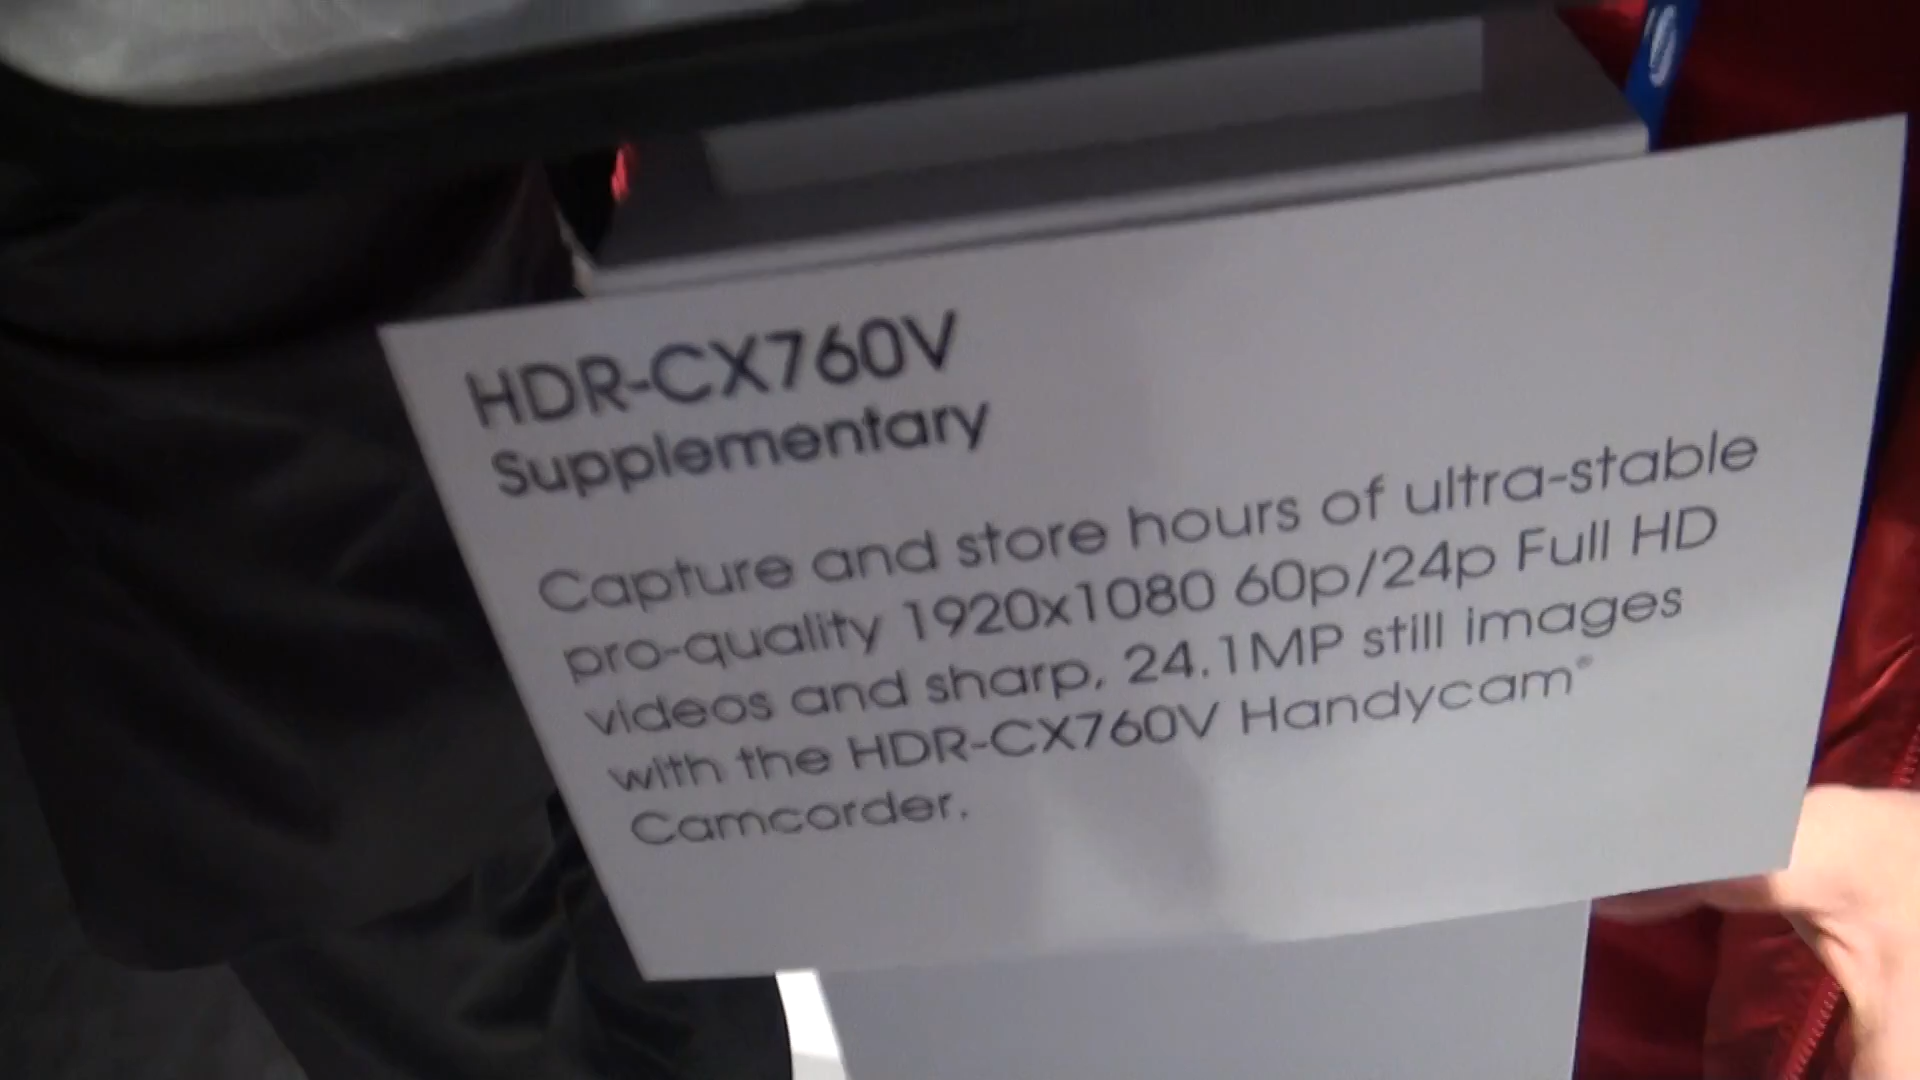 HDR-CX760V
Supplementary
Capture and store hours of ultra-stable
pro-quality 1920x1080 60p/24p Full HD
videos and sharp, 24.1MP still images
with the HDR-CX760V Handycam®
Camcorder.